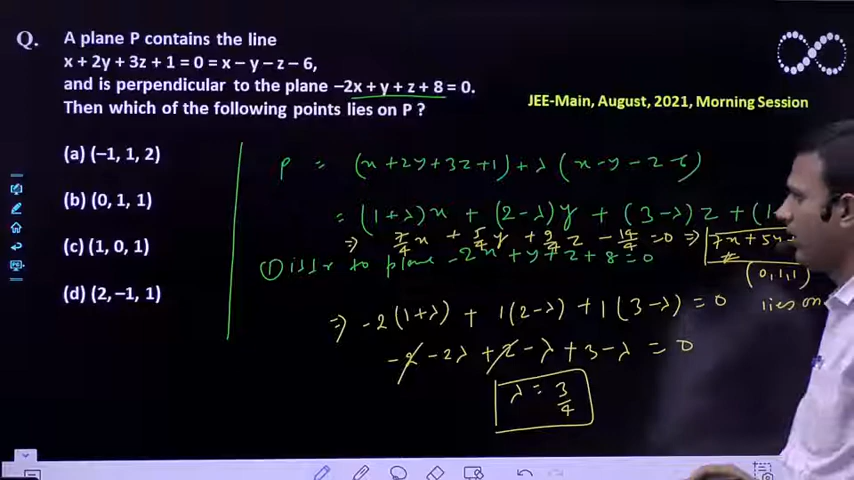 Q. A plane P contains the line
x + 2y + 3z + 1 = 0 = x – y – z – 6,
and is perpendicular to the plane –2x + y + z + 8 = 0.
Then which of the following points lies on P ?
JEE-Main, August, 2021, Morning Session
(a) (–1, 1, 2)
(b) (0, 1, 1)
(c) (1, 0, 1)
(d) (2, –1, 1)
P = (x+2y+3z+1) + λ (x-y-z-6)
= (1+λ)x + (2-λ)y + (3-λ)z + (1
⇒ 7/4 x + 5/4 y + 9/4 z - 14/4 = 0 ⇒ 7x + 5y +
① is ⊥r to plane -2x + y + z + 8 = 0
(0,1,1)
lies on
⇒ -2(1+λ) + 1(2-λ) + 1(3-λ) = 0
-2 - 2λ + 2 - λ + 3 - λ = 0
λ = 3/4